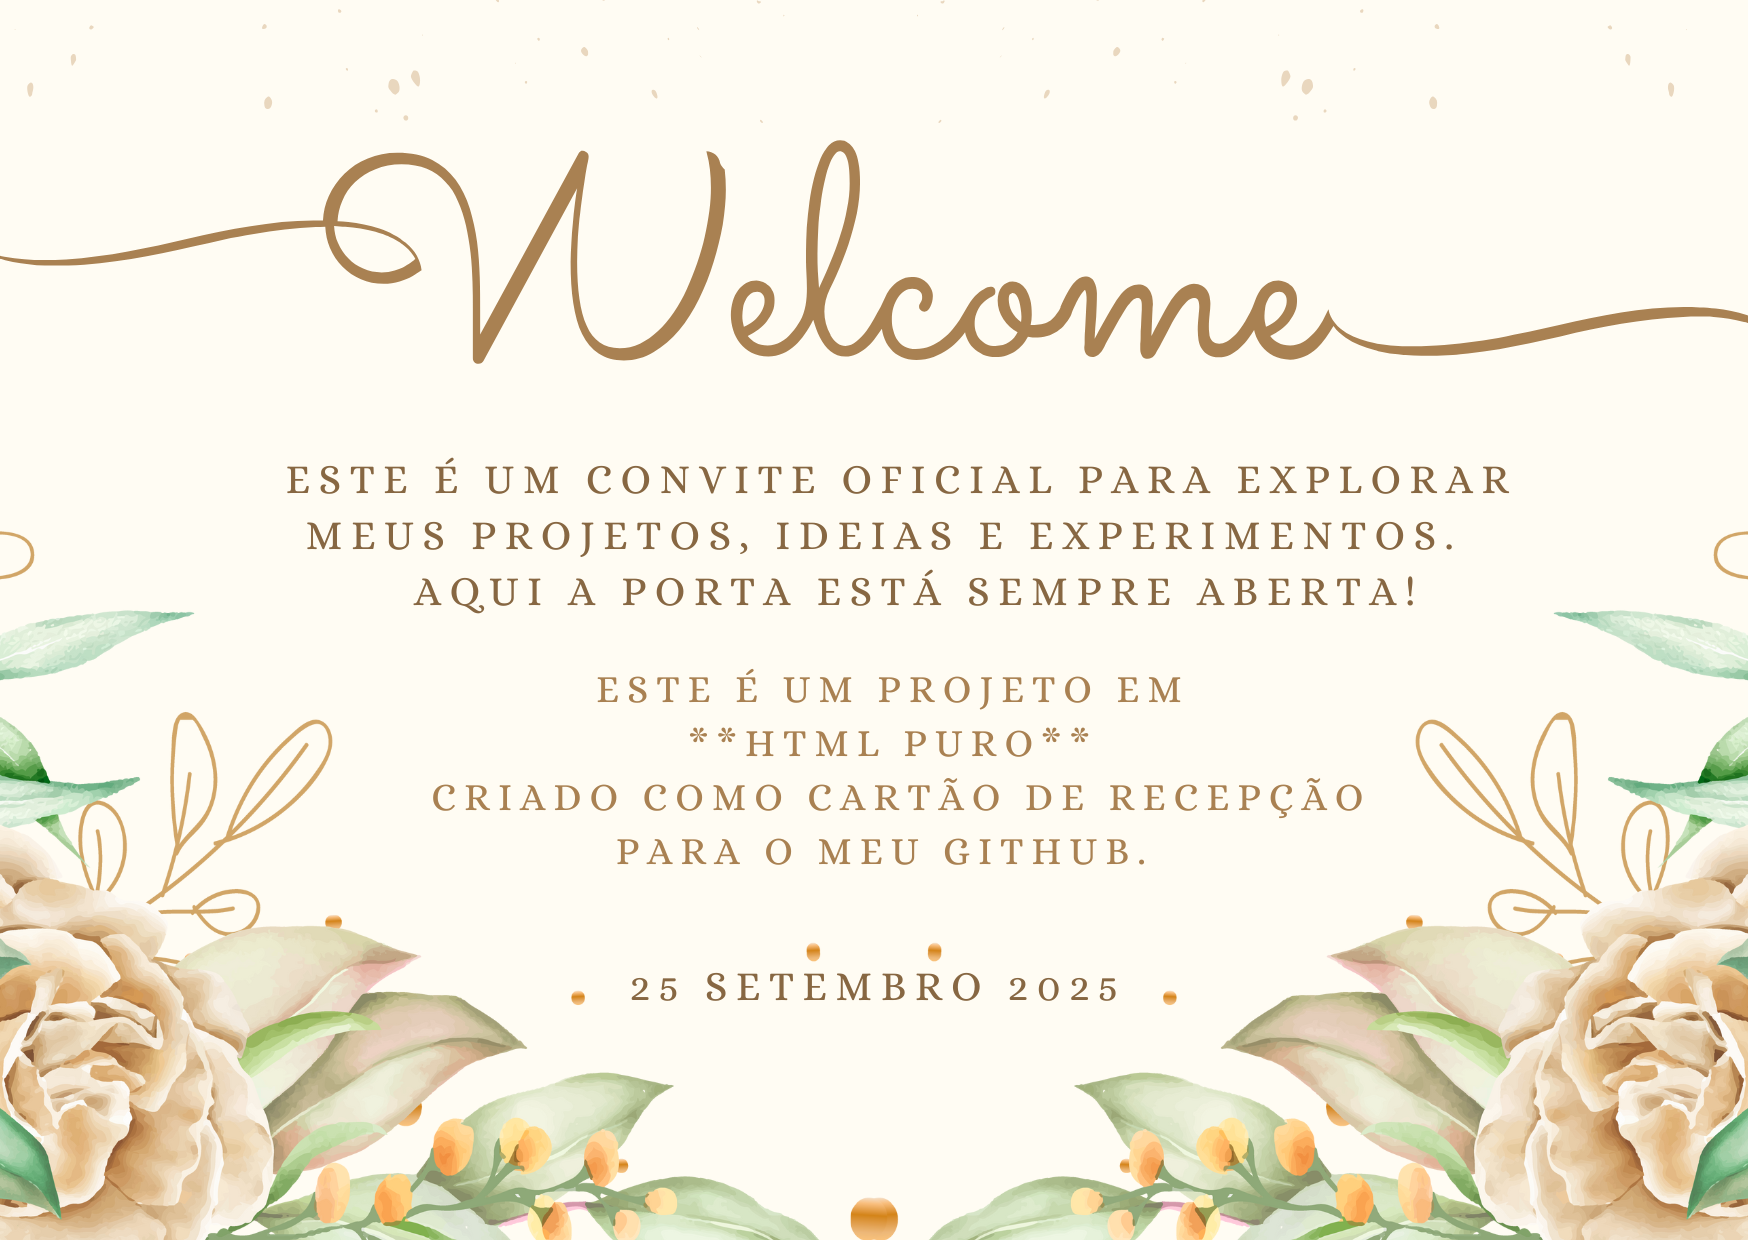 Welcome
ESTE É UM CONVITE OFICIAL PARA EXPLORAR
MEUS PROJETOS, IDEIAS E EXPERIMENTOS.
AQUI A PORTA ESTÁ SEMPRE ABERTA!
ESTE É UM PROJETO EM
**HTML PURO**
CRIADO COMO CARTÃO DE RECEPÇÃO
PARA O MEU GITHUB.
25 SETEMBRO 2025